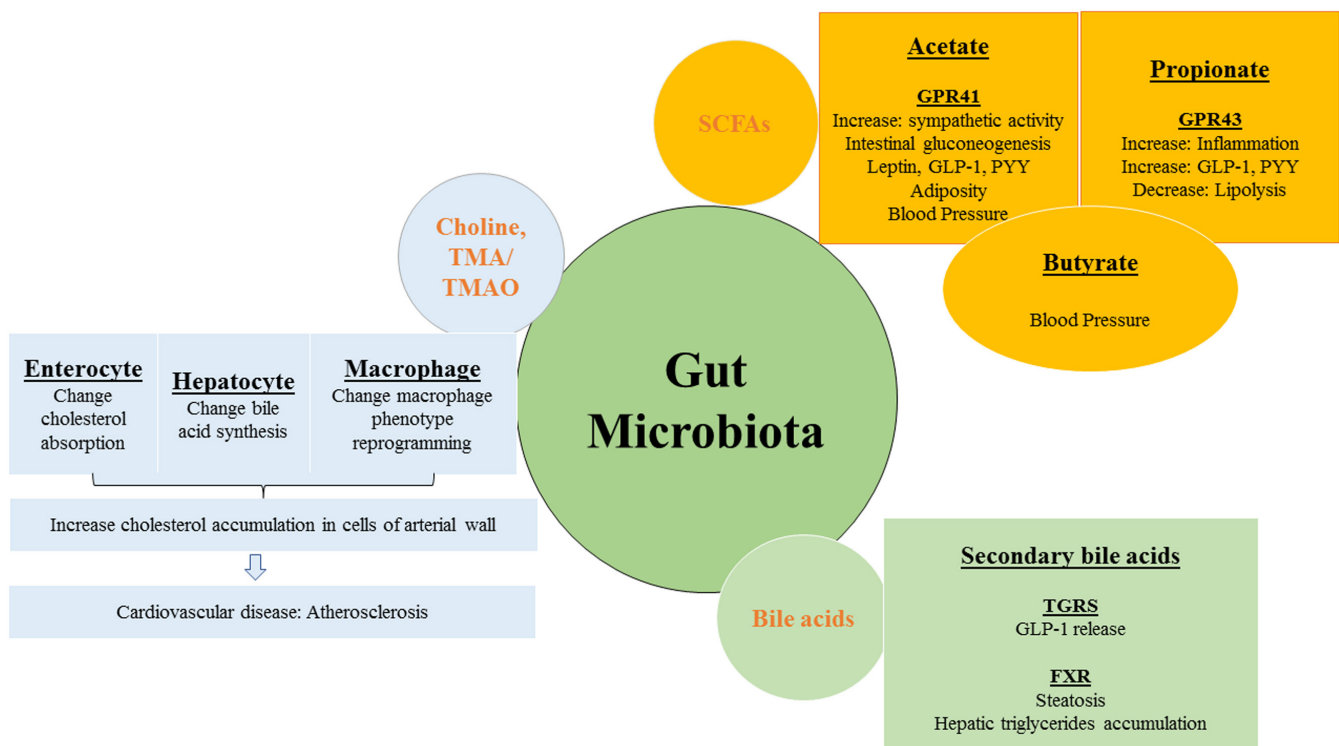 SCFAs
Acetate
GPR41
Increase: sympathetic activity
Intestinal gluconeogenesis
Leptin, GLP-1, PYY
Adiposity
Blood Pressure
Propionate
GPR43
Increase: Inflammation
Increase: GLP-1, PYY
Decrease: Lipolysis
Butyrate
Blood Pressure
Choline,
TMA/
TMAO
Enterocyte
Change
cholesterol
absorption
Hepatocyte
Change bile
acid synthesis
Macrophage
Change macrophage
phenotype
reprogramming
Increase cholesterol accumulation in cells of arterial wall
Cardiovascular disease: Atherosclerosis
Gut
Microbiota
Bile acids
Secondary bile acids
TGRS
GLP-1 release
FXR
Steatosis
Hepatic triglycerides accumulation